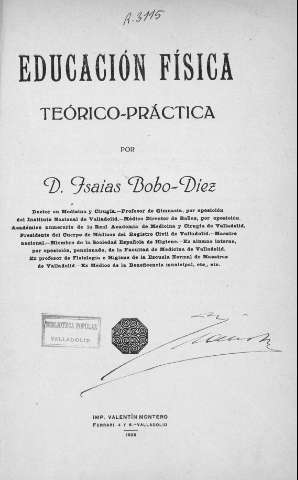 R-3115
EDUCACIÓN FÍSICA
TEÓRICO-PRÁCTICA
POR
D. Isaias Bobo-Díez
Doctor en Medicina y Cirugía.—Profesor de Gimnasia, por oposición
del Instituto Nacional de Valladolid.—Médico Director de Baños, por oposición.
Académico numerario de la Real Academia de Medicina y Cirugía de Valladolid,
Presidente del Cuerpo de Médicos del Registro Civil de Valladolid.—Maestro
nacional.—Miembro de la Sociedad Española de Higiene.—Ex alumno interno,
por oposición, pensionado, de la Facultad de Medicina de Valladolid.
Ex profesor de Fisiología e Higiene de la Escuela Normal de Maestros
de Valladolid.—Ex Médico de la Beneficencia municipal, etc., etc.
BIBLIOTECA POPULAR
VALLADOLID
IMP. VALENTÍN MONTERO
FERRARI 4 Y 6.—VALLADOLID